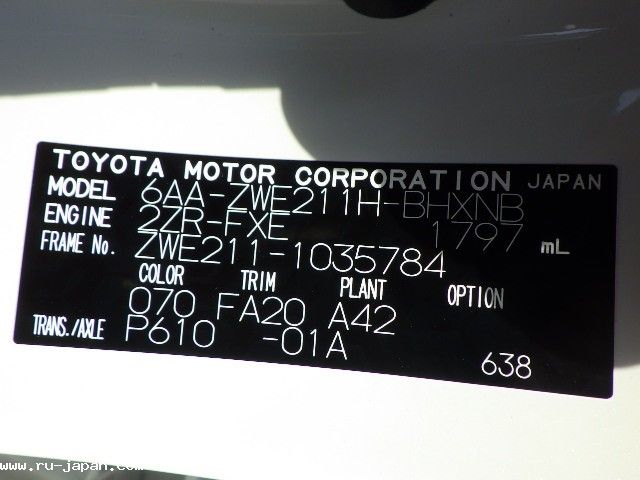 TOYOTA MOTOR CORPORATION JAPAN
MODEL 6AA-ZWE211H-BHXNB
ENGINE 2ZR-FXE 1797 mL
FRAME No. ZWE211-1035784
COLOR TRIM PLANT OPTION
070 FA20 A42
TRANS./AXLE P610 -01A
638
www.ru-japan.com